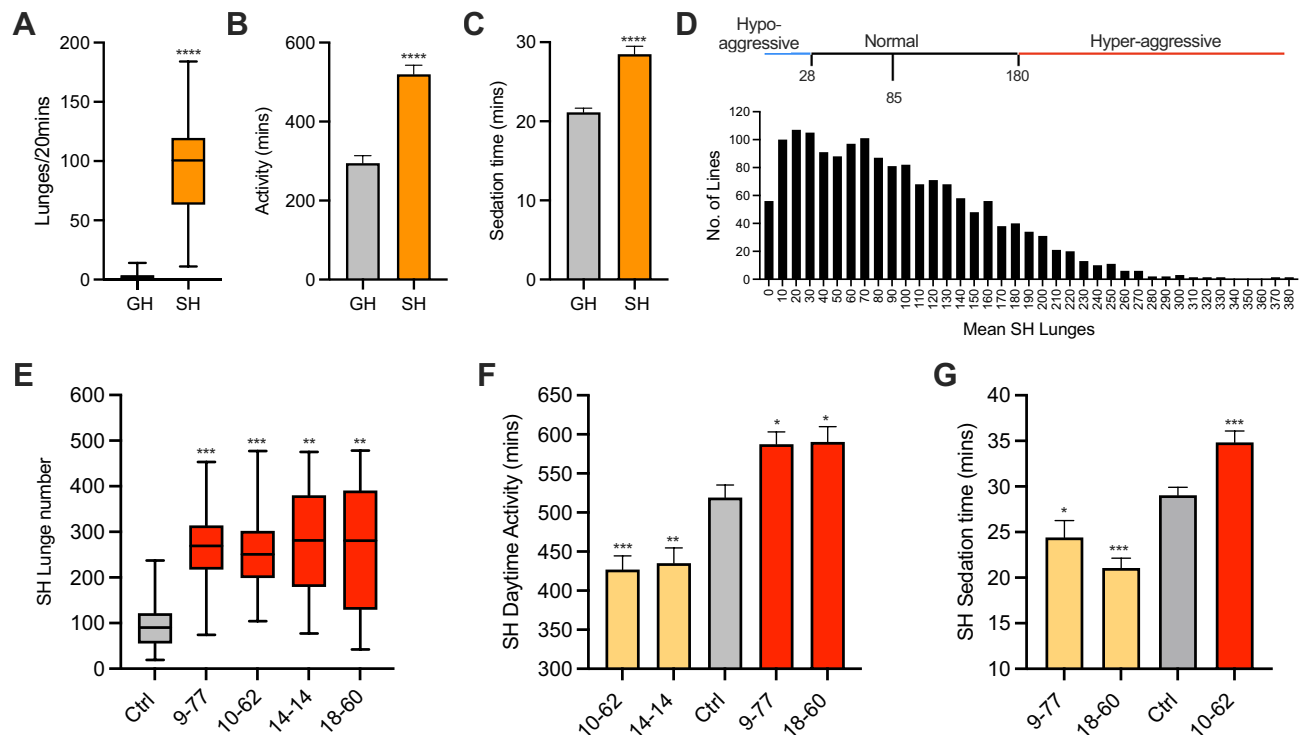 A
Lunges/20mins
200
150
100
50
0
****
GH
SH
B
Activity (mins)
600
400
200
0
****
GH
SH
C
Sedation time (mins)
30
20
10
0
****
GH
SH
D
Hypo-
aggressive
Normal
Hyper-aggressive
28
85
180
No. of Lines
120
100
80
60
40
20
0
0 10 20 30 40 50 60 70 80 90 100 110 120 130 140 150 160 170 180 190 200 210 220 230 240 250 260 270 280 290 300 310 320 330 340 350 360 370 380
Mean SH Lunges
E
SH Lunge number
600
500
400
300
200
100
0
***
***
**
**
Ctrl
9-77
10-62
14-14
18-60
F
SH Daytime Activity (mins)
650
600
550
500
450
400
350
300
***
**
*
*
10-62
14-14
Ctrl
9-77
18-60
G
SH Sedation time (mins)
40
35
30
25
20
15
10
*
***
***
9-77
18-60
Ctrl
10-62